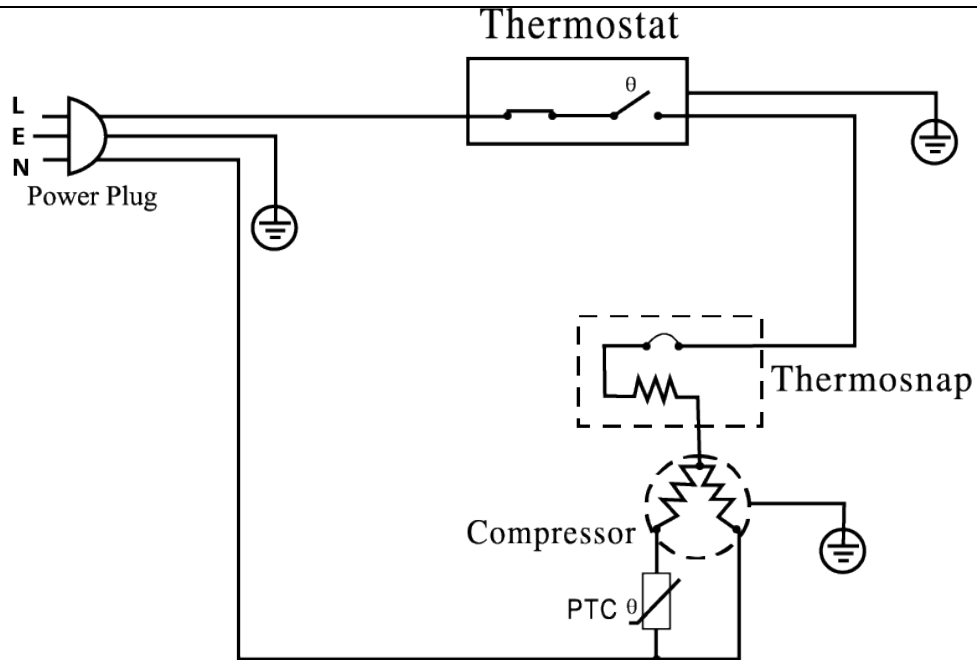 Thermostat
θ
L
E
N
Power Plug
Thermosnap
Compressor
PTC θ